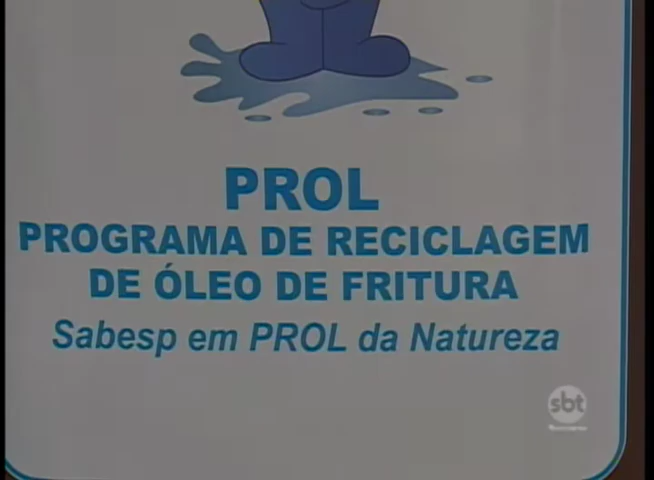 PROL
PROGRAMA DE RECICLAGEM
DE ÓLEO DE FRITURA
Sabesp em PROL da Natureza
sbt